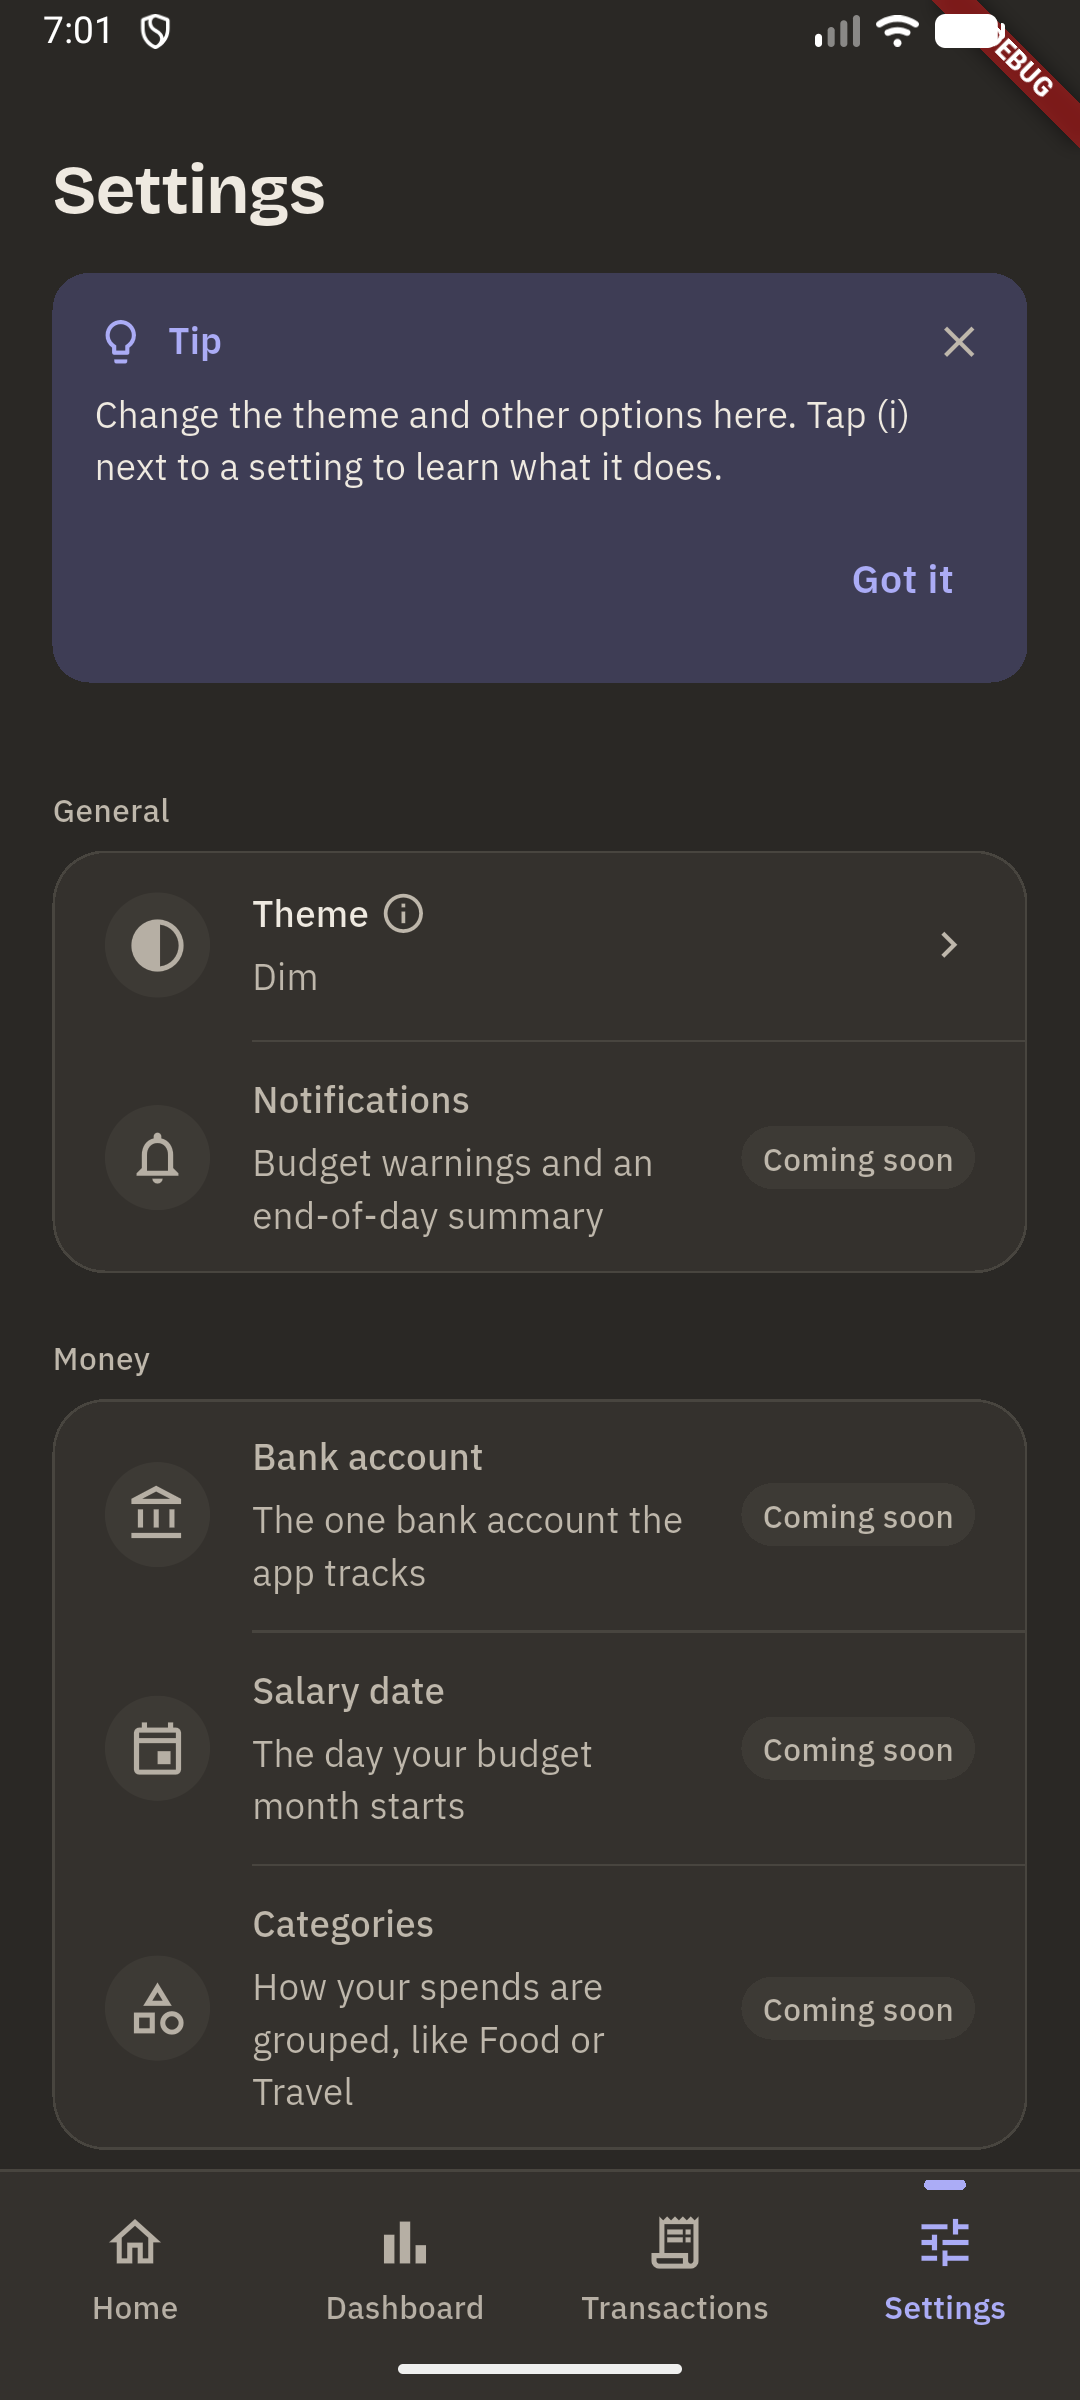 7:01
EBUG
Settings
Tip
Change the theme and other options here. Tap (i)
next to a setting to learn what it does.
Got it
General
Theme
Dim
Notifications
Budget warnings and an
end-of-day summary
Coming soon
Money
Bank account
The one bank account the
app tracks
Coming soon
Salary date
The day your budget
month starts
Coming soon
Categories
How your spends are
grouped, like Food or
Travel
Coming soon
Home
Dashboard
Transactions
Settings